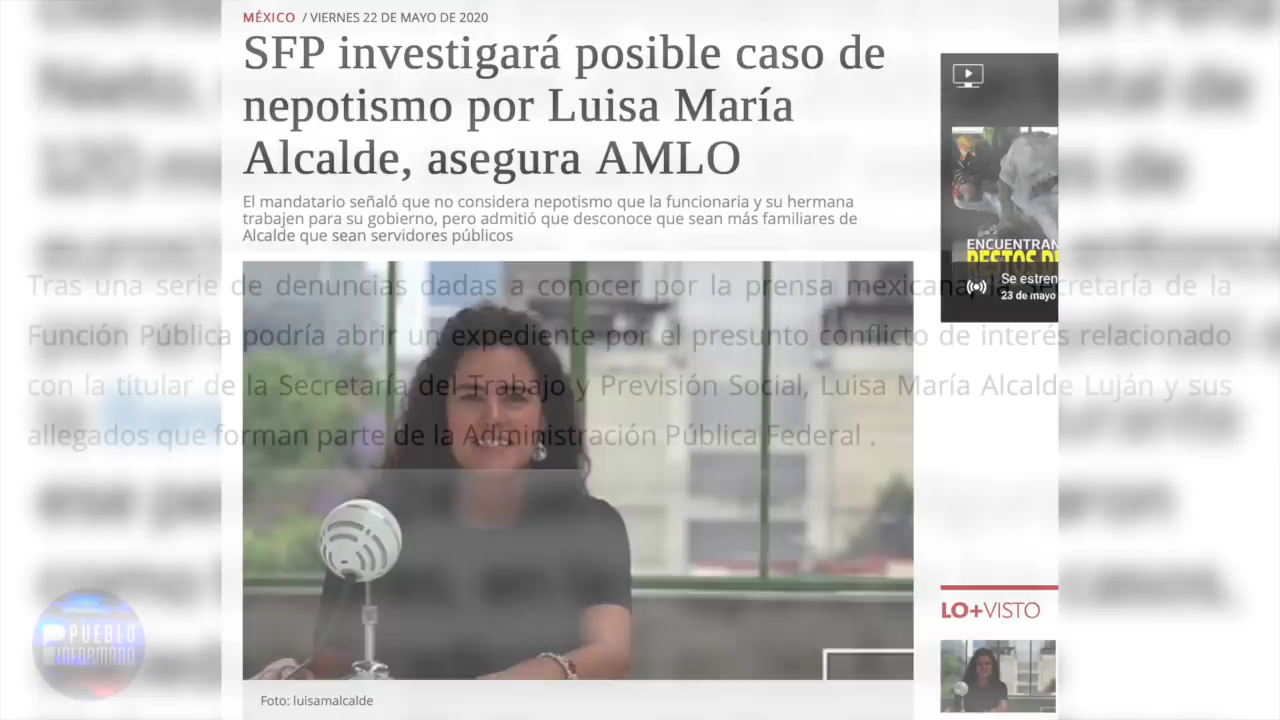 MÉXICO / VIERNES 22 DE MAYO DE 2020
SFP investigará posible caso de
nepotismo por Luisa María
Alcalde, asegura AMLO
El mandatario señaló que no considera nepotismo que la funcionaria y su hermana
trabajen para su gobierno, pero admitió que desconoce que sean más familiares de
Alcalde que sean servidores públicos
ENCUENTRAN
RESTOS DE
Se estren
23 de mayo
Tras una serie de denuncias dadas a conocer por la prensa mexicana, la Secretaría de la
Función Pública podría abrir un expediente por el presunto conflicto de interés relacionado
con la titular de la Secretaría del Trabajo y Previsión Social, Luisa María Alcalde Luján y sus
allegados que forman parte de la Administración Pública Federal .
LO+VISTO
PUEBLO
INFORMADO
Foto: luisamalcalde